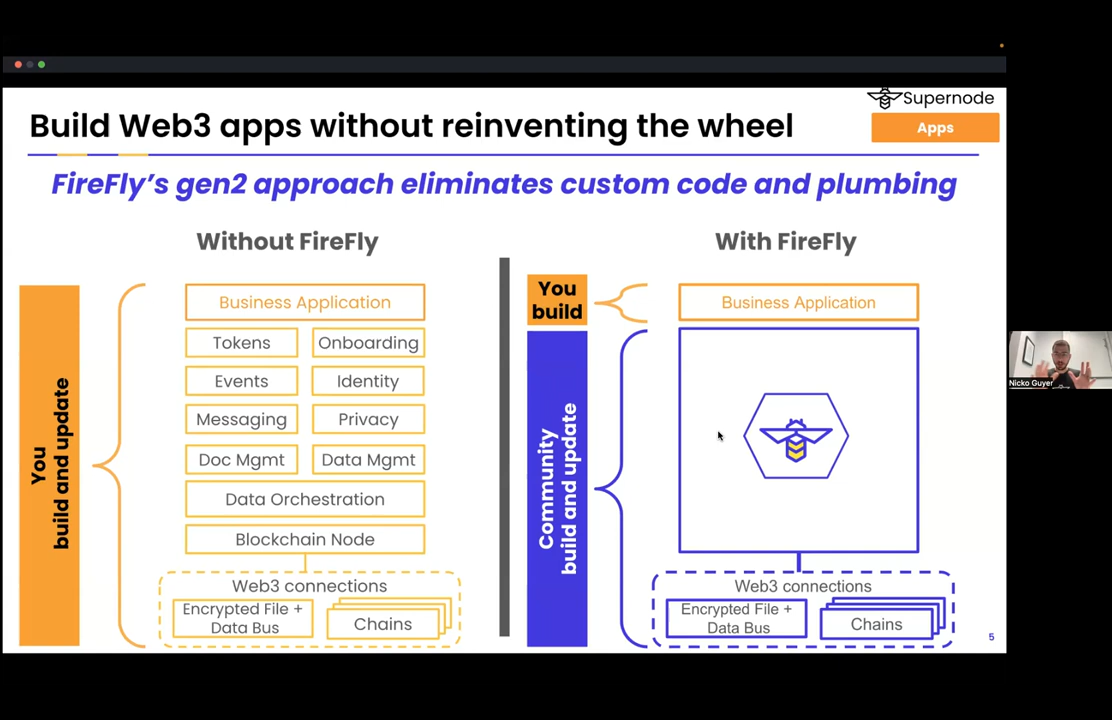 Supernode
Build Web3 apps without reinventing the wheel
Apps
FireFly's gen2 approach eliminates custom code and plumbing
Without FireFly
You
build and update
Business Application
Tokens
Onboarding
Events
Identity
Messaging
Privacy
Doc Mgmt
Data Mgmt
Data Orchestration
Blockchain Node
Web3 connections
Encrypted File +
Data Bus
Chains
With FireFly
You
build
Business Application
Community
build and update
Web3 connections
Encrypted File +
Data Bus
Chains
5
Nicko Guyer